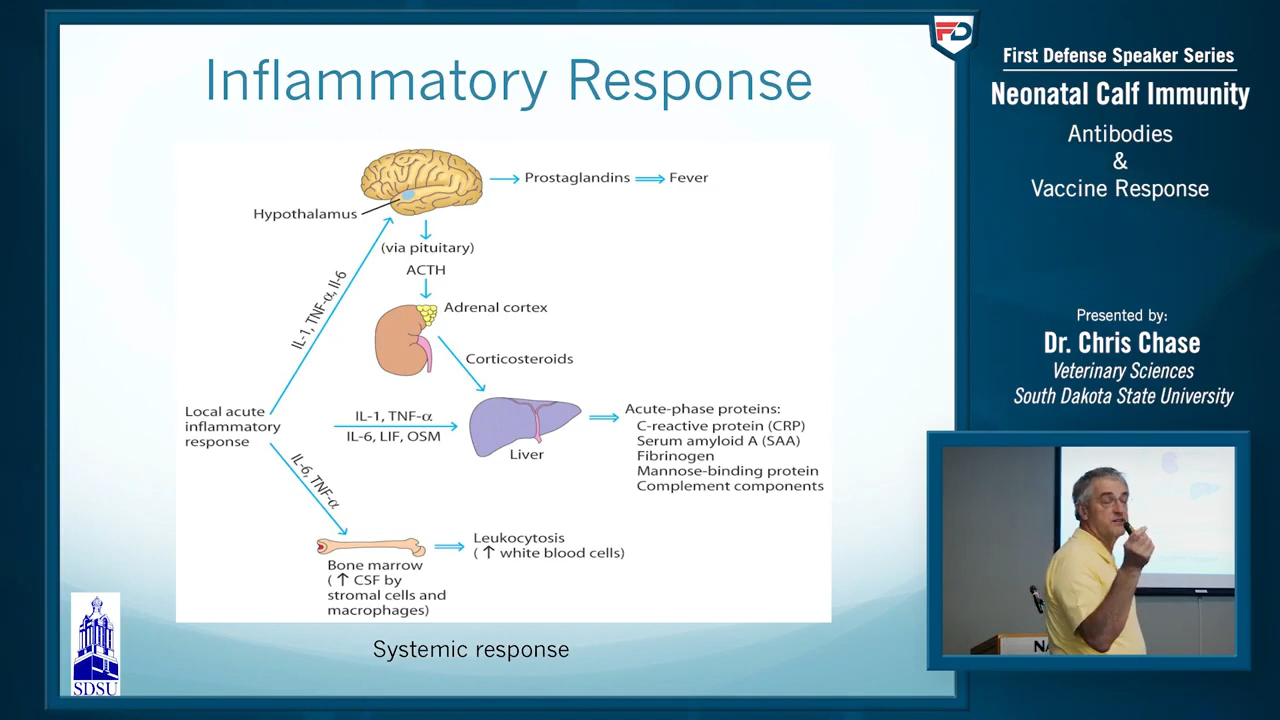 Inflammatory Response
Prostaglandins
Fever
Hypothalamus
(via pituitary)
ACTH
IL-1, TNF-α, Il-6
Adrenal cortex
Corticosteroids
Local acute
inflammatory
response
IL-1, TNF-α
IL-6, LIF, OSM
Liver
Acute-phase proteins:
C-reactive protein (CRP)
Serum amyloid A (SAA)
Fibrinogen
Mannose-binding protein
Complement components
IL-6, TNF-α
Leukocytosis
(↑ white blood cells)
Bone marrow
(↑ CSF by
stromal cells and
macrophages)
Systemic response
SDSU
FD
First Defense Speaker Series
Neonatal Calf Immunity
Antibodies
&
Vaccine Response
Presented by:
Dr. Chris Chase
Veterinary Sciences
South Dakota State University